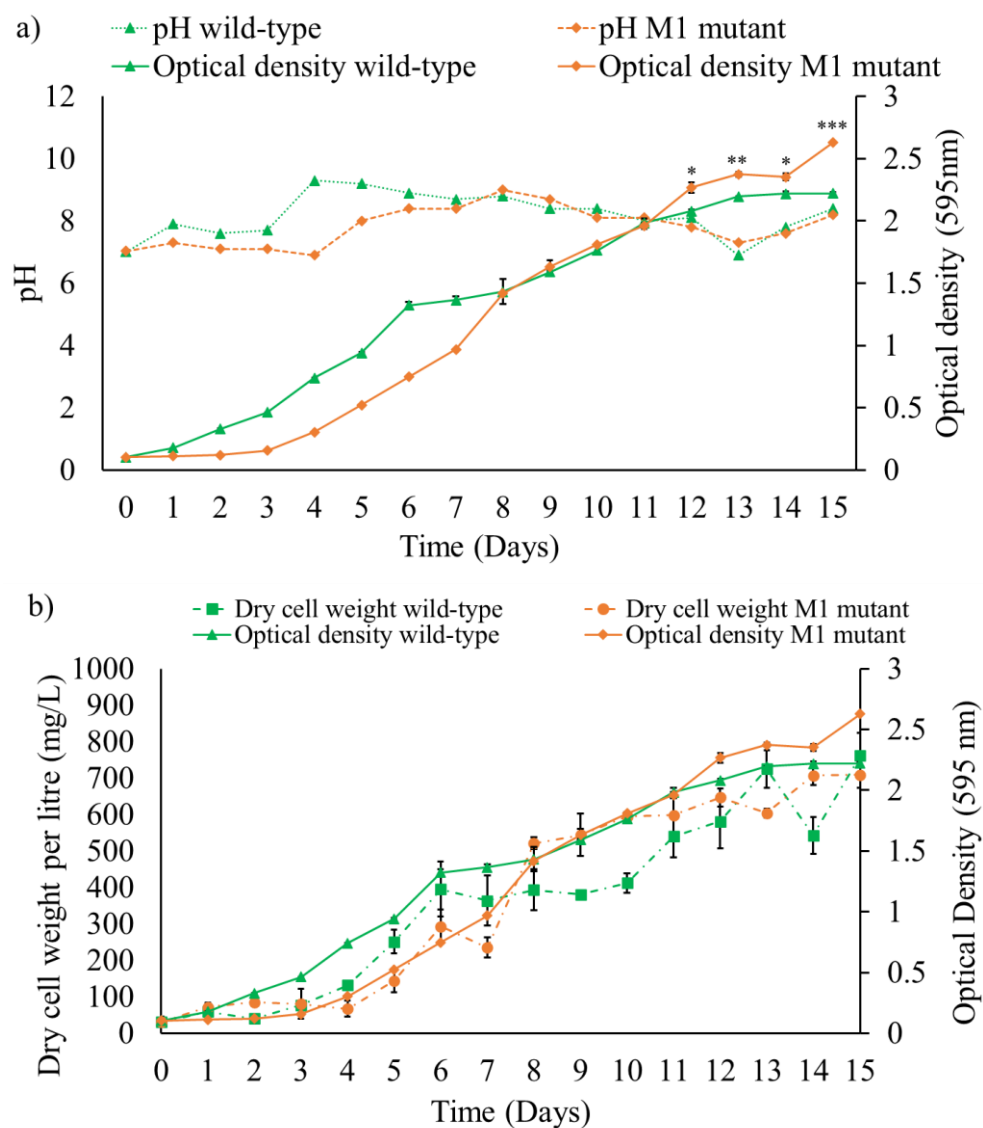 a)
pH wild-type
pH M1 mutant
Optical density wild-type
Optical density M1 mutant
12
10
8
6
4
2
0
pH
3
2.5
2
1.5
1
0.5
0
Optical density (595nm)
*
**
*
***
0 1 2 3 4 5 6 7 8 9 10 11 12 13 14 15
Time (Days)
b)
Dry cell weight wild-type
Dry cell weight M1 mutant
Optical density wild-type
Optical density M1 mutant
1000
900
800
700
600
500
400
300
200
100
0
Dry cell weight per litre (mg/L)
3
2.5
2
1.5
1
0.5
0
Optical Density (595 nm)
0 1 2 3 4 5 6 7 8 9 10 11 12 13 14 15
Time (Days)